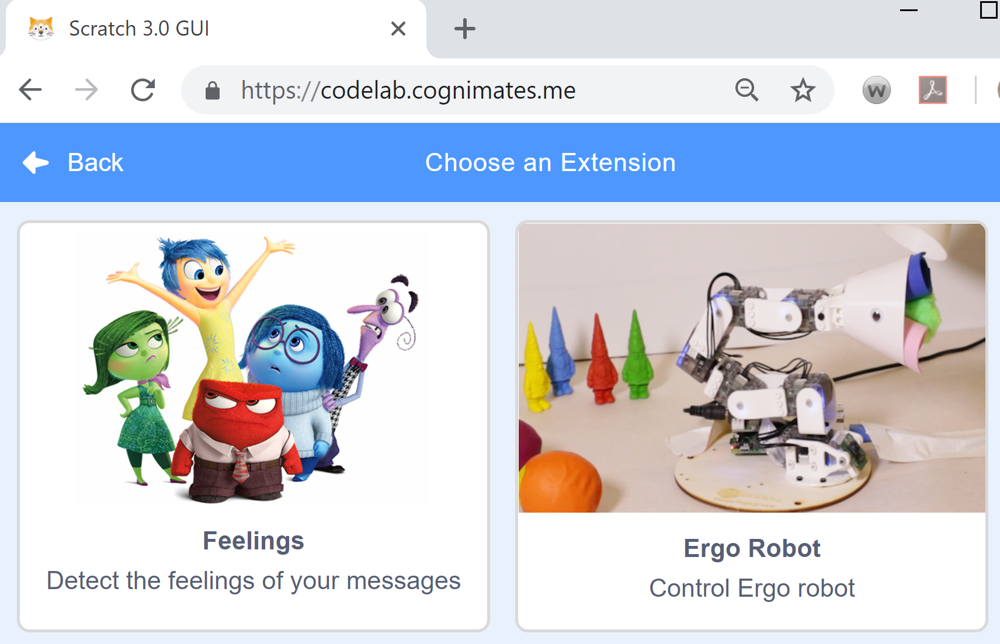 Scratch 3.0 GUI
https://codelab.cognimates.me
W
Back
Choose an Extension
Feelings
Detect the feelings of your messages
Ergo Robot
Control Ergo robot